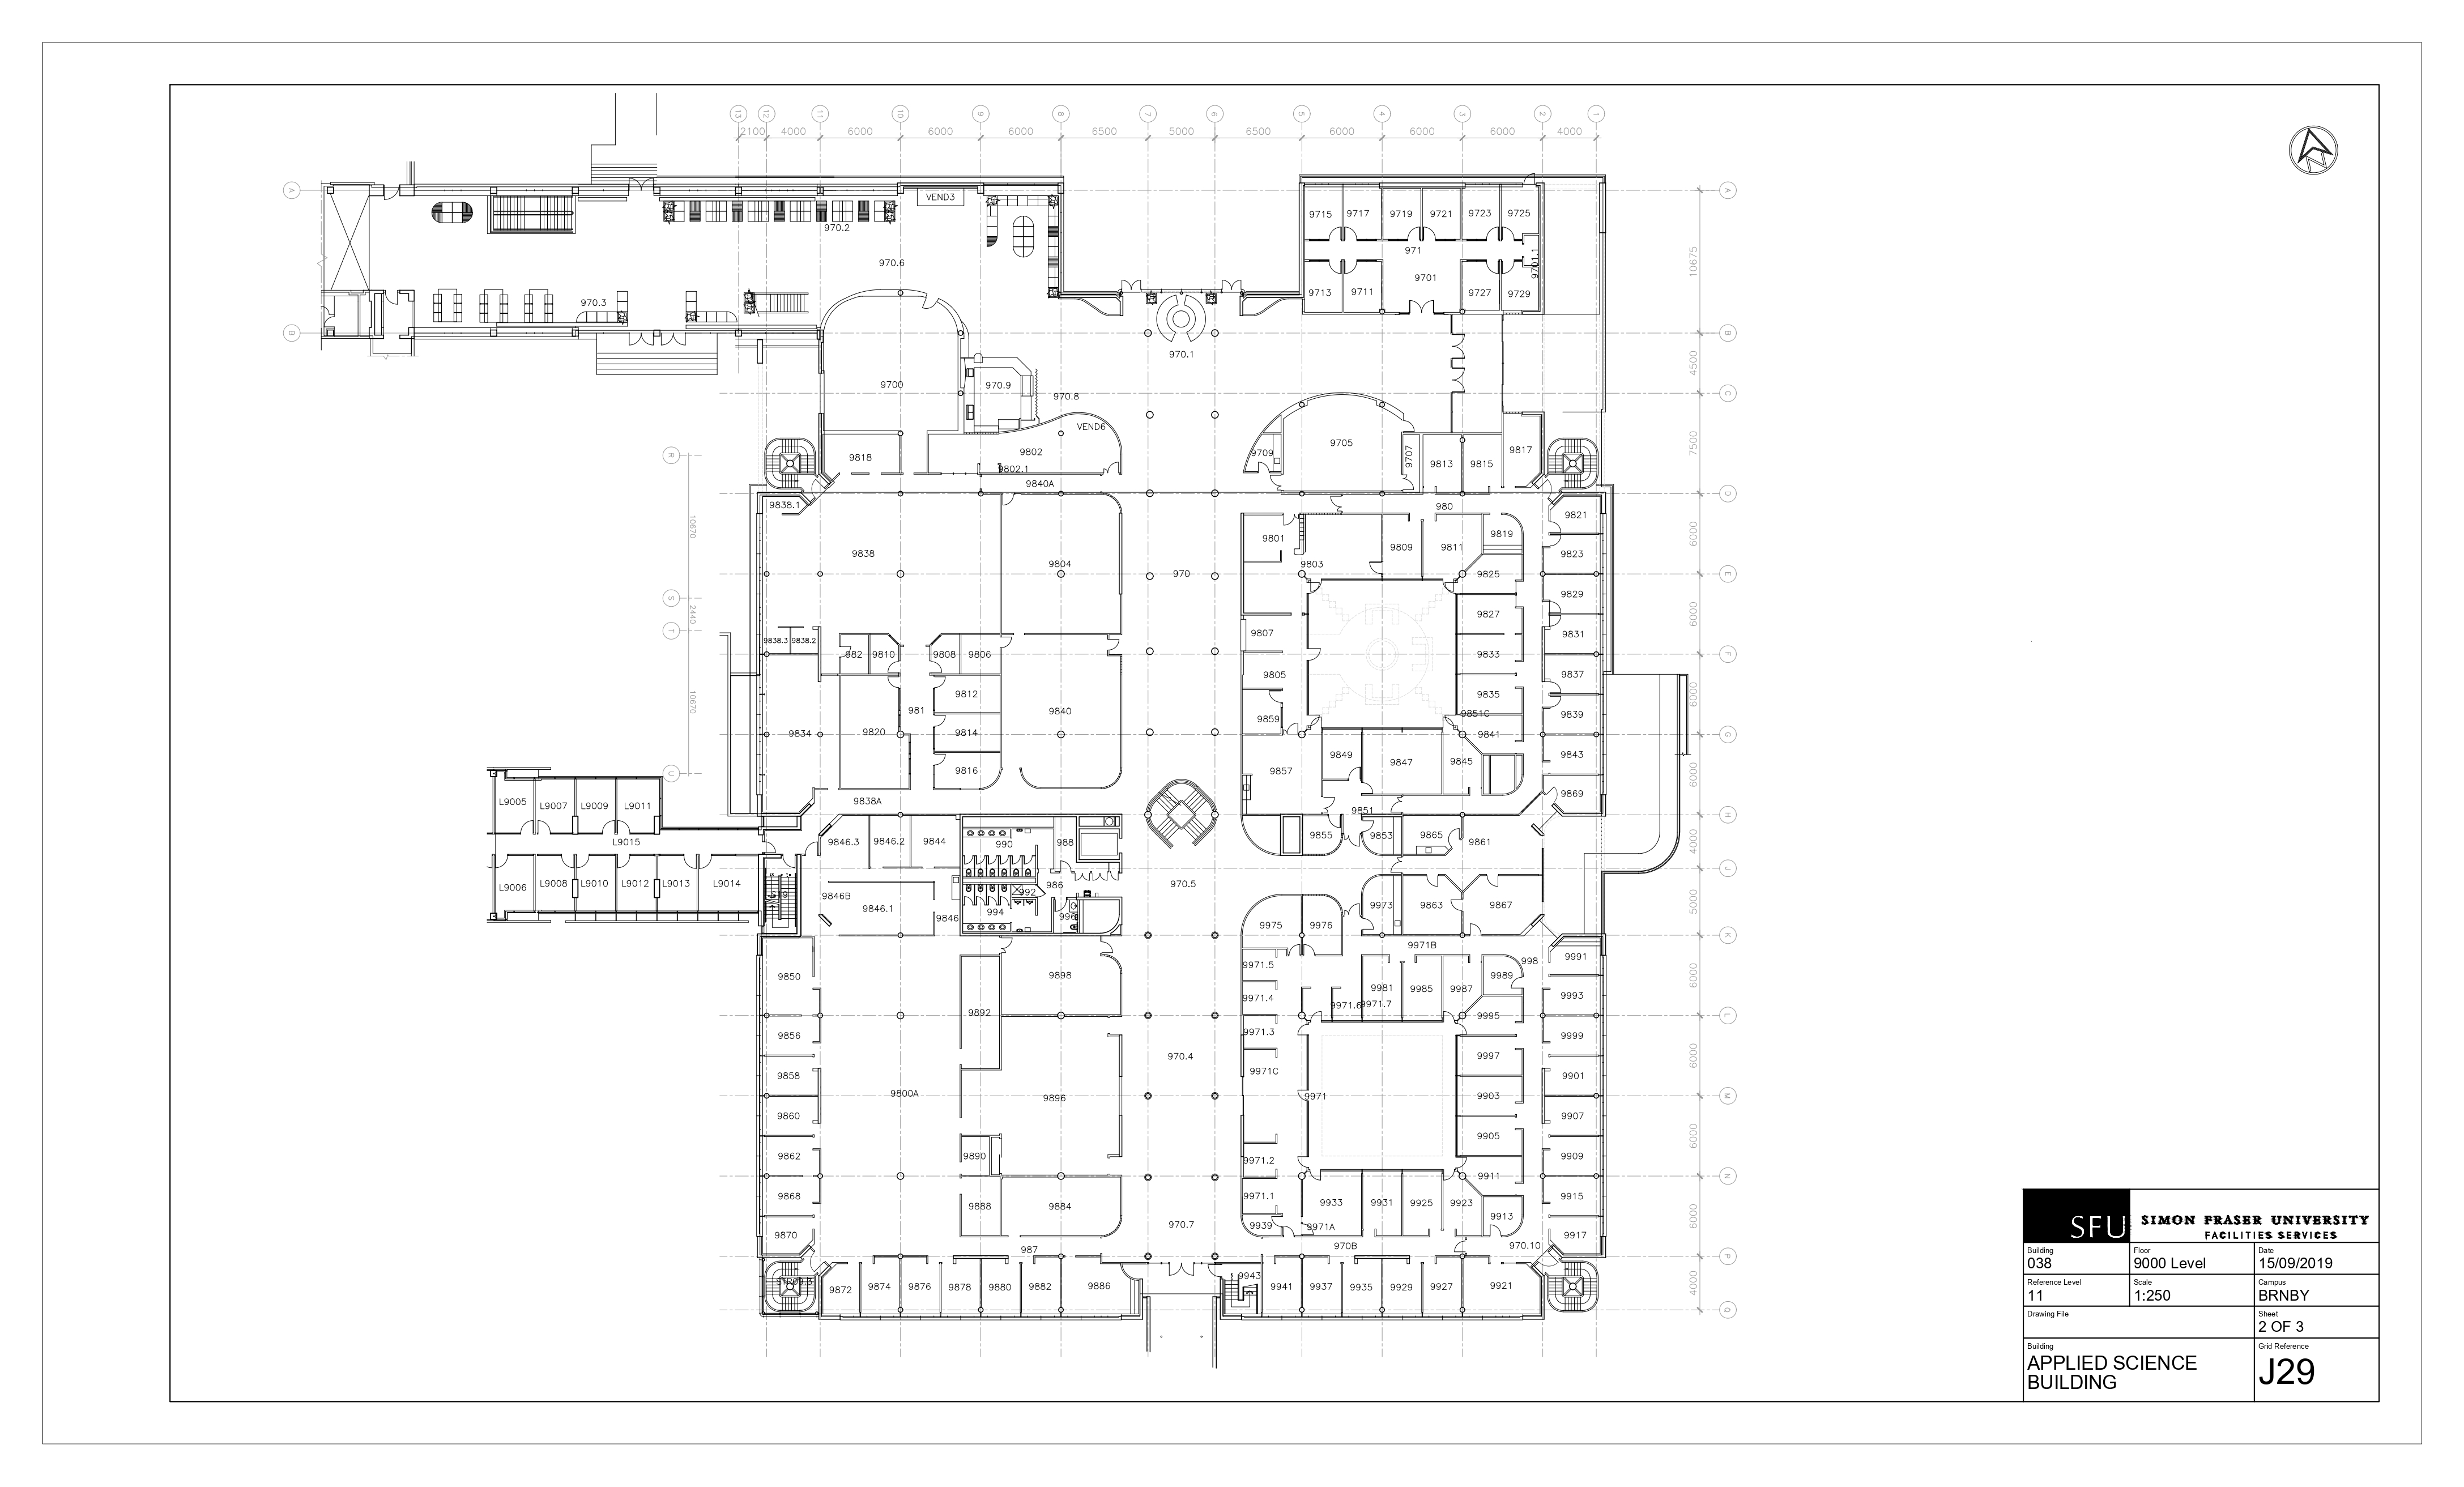 13 12 11 10 9 8 7 6 5 4 3 2 1
2100 4000 6000 6000 6000 6500 5000 6500 6000 6000 6000 4000
N
A A
VEND3
9715 9717 9719 9721 9723 9725
970.2
971
970.6
9701
9701.1
10675
970.3
9713 9711 9727 9729
B B
970.1
4500
9700 970.9
970.8
C
VEND6
9705
7500
9802
9709
9707
9817
R
9818
9813 9815
9802.1
9840A
D
9838.1
980
9821
10670
9819
6000
9801
9809 9811
9838
9823
9804
9803
970
9825
E
9829
S
2440
9827
6000
T
9807
9831
9838.3 9838.2
982 9810 9808 9806
9833
F
9805
9837
9812
9835
6000
10670
981
9840
9851C
9839
9859
9834 9820 9814
9841
G
9849
9843
9847 9845
U
9816
9857
6000
9838A
9869
L9005 L9007 L9009 L9011
9851
H
9855 9853 9865
9861
4000
L9015
9846.3 9846.2 9844
990
988
J
L9006 L9008 L9010 L9012 L9013 L9014
986
970.5
992
9846B
9846.1
9846
994
996
9973 9863 9867
5000
9975 9976
K
9971B
998
9991
9850
9898
9971.5
9989
6000
9981 9985 9987
9971.4
9993
9971.6 9971.7
9892
9995
L
9971.3
9856
9999
970.4
9997
6000
9971C
9858
9901
9800A
9896
9971
9903
M
9860
9907
9905
6000
9862
9890
9971.2
9909
9911
N
9868
9971.1
9915
9888 9884
9933 9931 9925 9923
9913
6000
970.7
9939
9971A
9870
9917
987
970B
970.10
P
9943
9872 9874 9876 9878 9880 9882 9886
9941 9937 9935 9929 9927 9921
4000
Q
SFU SIMON FRASER UNIVERSITY
FACILITIES SERVICES
Building Floor Date
038 9000 Level 15/09/2019
Reference Level Scale Campus
11 1:250 BRNBY
Drawing File Sheet
2 OF 3
Building Grid Reference
APPLIED SCIENCE
BUILDING
J29